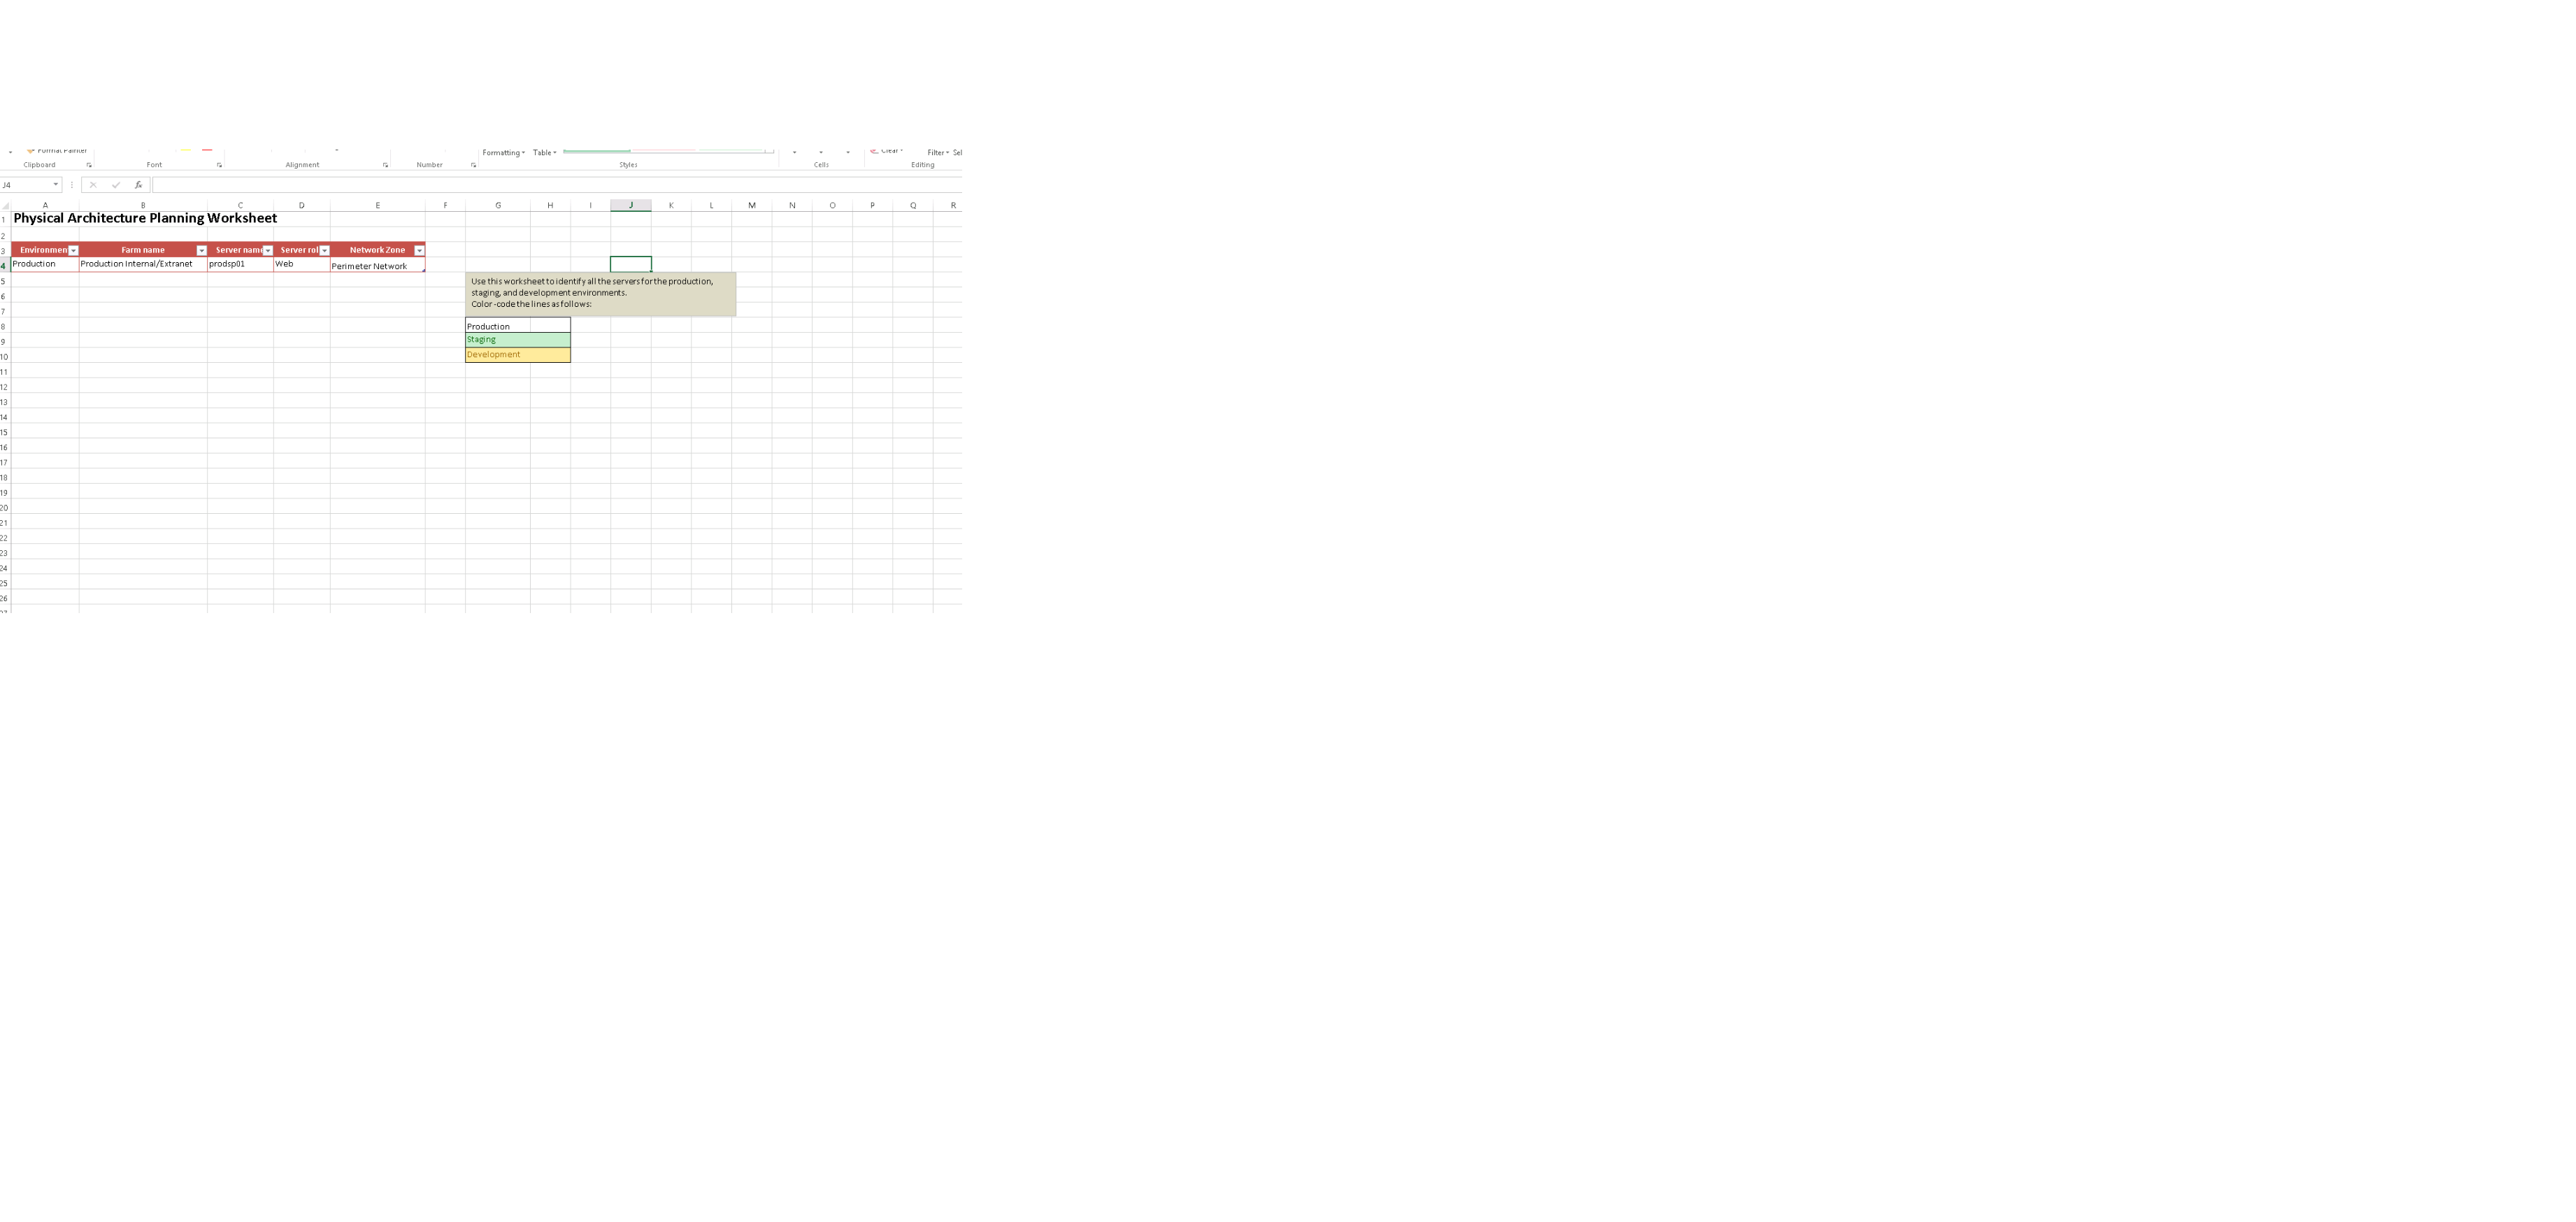 Format Painter
Formatting Table
Clear
Filter Sel
Clipboard Font Alignment Number Styles Cells Editing
J4 fx
A B C D E F G H I J K L M N O P Q R
1 Physical Architecture Planning Worksheet
2
3 Environmen Farm name Server name Server rol Network Zone
4 Production Production Internal/Extranet prodsp01 Web Perimeter Network
5 Use this worksheet to identify all the servers for the production,
6 staging, and development environments.
7 Color-code the lines as follows:
8 Production
9 Staging
10 Development
11
12
13
14
15
16
17
18
19
20
21
22
23
24
25
26
27